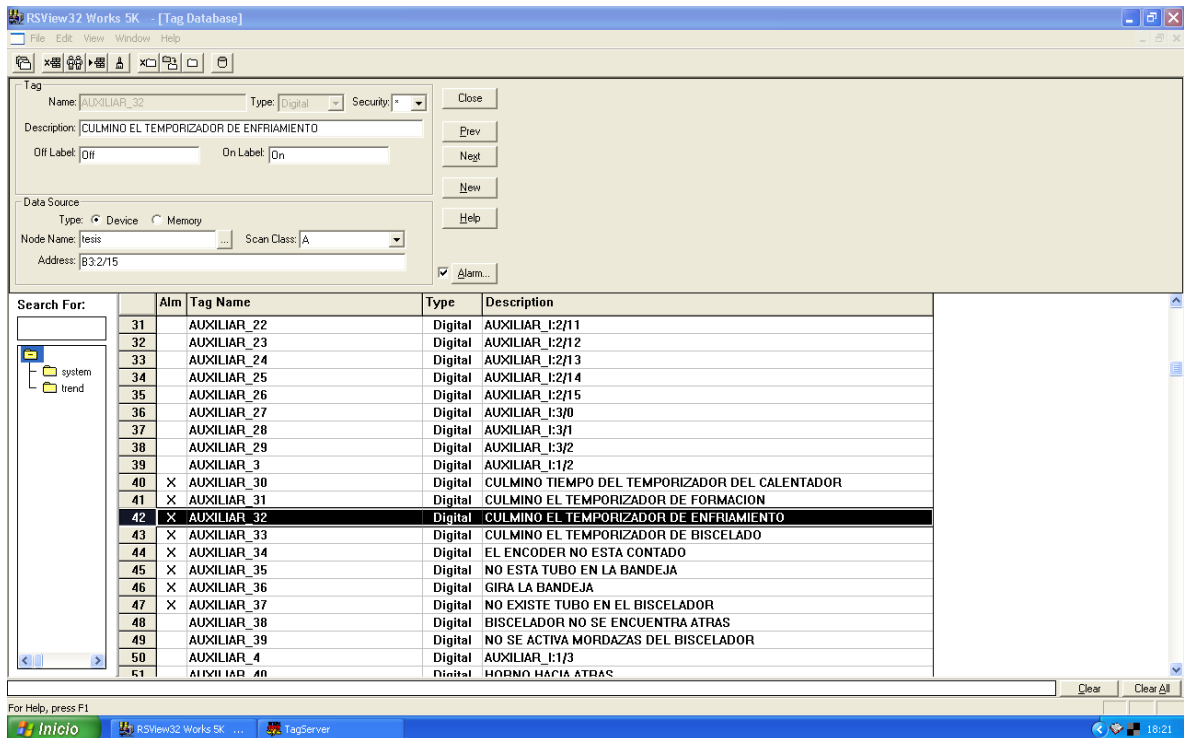 RSView32 Works 5K - [Tag Database]
File Edit View Window Help
Tag
Name: AUXILIAR_32 Type: Digital Security: *
Close
Description: CULMINO EL TEMPORIZADOR DE ENFRIAMIENTO
Prev
Off Label: Off On Label: On
Next
New
Data Source
Type: Device Memory
Help
Node Name: tesis ... Scan Class: A
Address: B3:2/15
Alarm...
Search For:
system
trend
Alm Tag Name Type Description
31 AUXILIAR_22 Digital AUXILIAR_I:2/11
32 AUXILIAR_23 Digital AUXILIAR_I:2/12
33 AUXILIAR_24 Digital AUXILIAR_I:2/13
34 AUXILIAR_25 Digital AUXILIAR_I:2/14
35 AUXILIAR_26 Digital AUXILIAR_I:2/15
36 AUXILIAR_27 Digital AUXILIAR_I:3/0
37 AUXILIAR_28 Digital AUXILIAR_I:3/1
38 AUXILIAR_29 Digital AUXILIAR_I:3/2
39 AUXILIAR_3 Digital AUXILIAR_I:1/2
40 X AUXILIAR_30 Digital CULMINO TIEMPO DEL TEMPORIZADOR DEL CALENTADOR
41 X AUXILIAR_31 Digital CULMINO EL TEMPORIZADOR DE FORMACION
42 X AUXILIAR_32 Digital CULMINO EL TEMPORIZADOR DE ENFRIAMIENTO
43 X AUXILIAR_33 Digital CULMINO EL TEMPORIZADOR DE BISCELADO
44 X AUXILIAR_34 Digital EL ENCODER NO ESTA CONTADO
45 X AUXILIAR_35 Digital NO ESTA TUBO EN LA BANDEJA
46 X AUXILIAR_36 Digital GIRA LA BANDEJA
47 X AUXILIAR_37 Digital NO EXISTE TUBO EN EL BISCELADOR
48 AUXILIAR_38 Digital BISCELADOR NO SE ENCUENTRA ATRAS
49 AUXILIAR_39 Digital NO SE ACTIVA MORDAZAS DEL BISCELADOR
50 AUXILIAR_4 Digital AUXILIAR_I:1/3
51 AUXILIAR_40 Digital HORNO HACIA ATRAS
Clear Clear All
For Help, press F1
Inicio RSView32 Works 5K ... TagServer 18:21